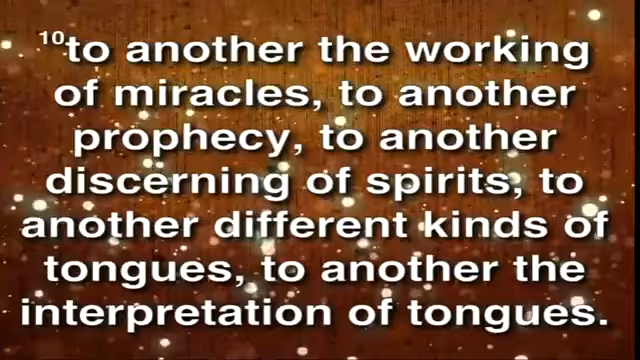 10to another the working
of miracles, to another
prophecy, to another
discerning of spirits, to
another different kinds of
tongues, to another the
interpretation of tongues.